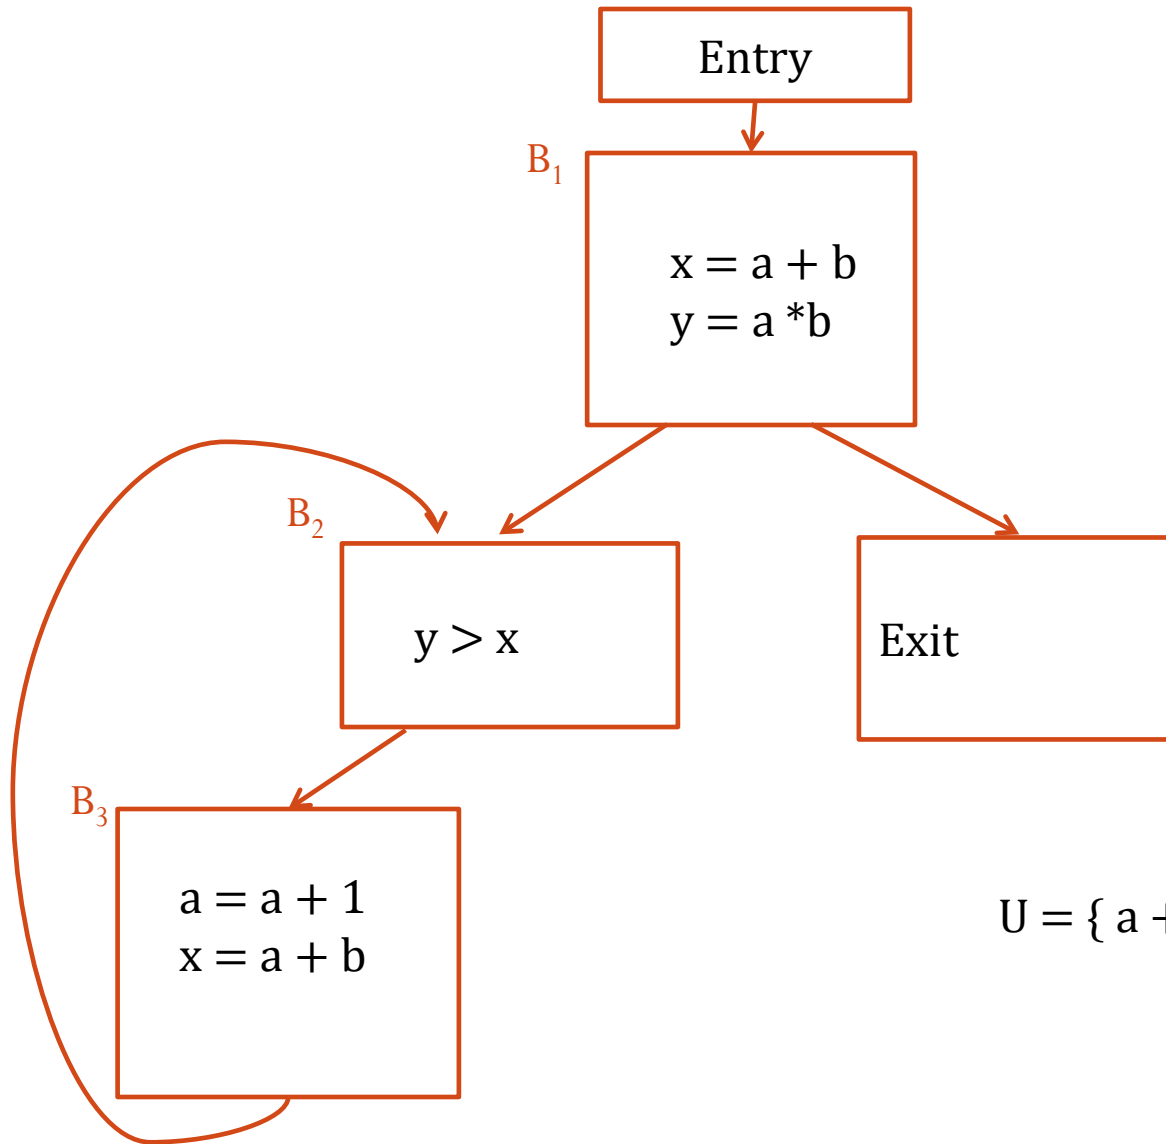 Entry
B₁
x = a + b
y = a *b
B₂
y > x
Exit
B₃
a = a + 1
x = a + b
U = { a +